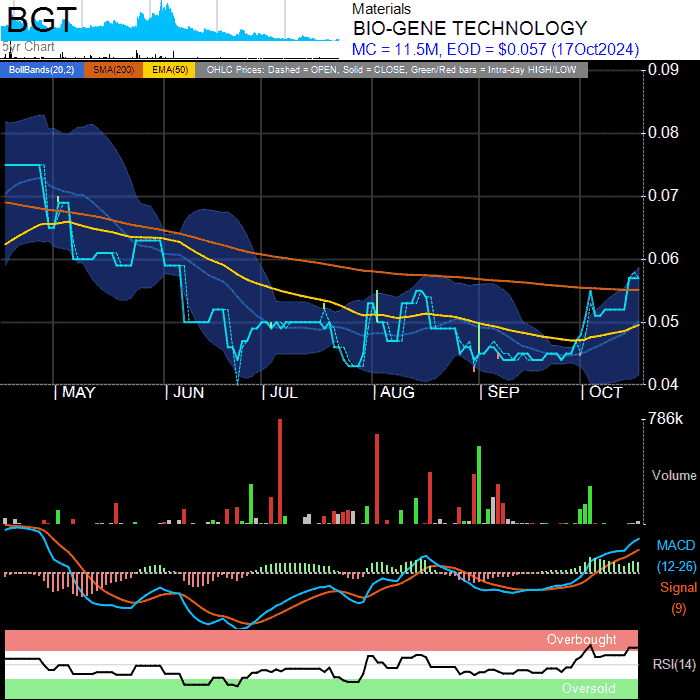 BGT
5yr Chart
Materials
BIO-GENE TECHNOLOGY
MC = 11.5M, EOD = $0.057 (17Oct2024)
BollBands(20,2) SMA(200) EMA(50) OHLC Prices: Dashed = OPEN, Solid = CLOSE, Green/Red bars = Intra-day HIGH/LOW
0.09
0.08
0.07
0.06
0.05
0.04
| MAY | JUN | JUL | AUG | SEP | OCT
786k
Volume
MACD
(12-26)
Signal
(9)
Overbought
RSI(14)
Oversold